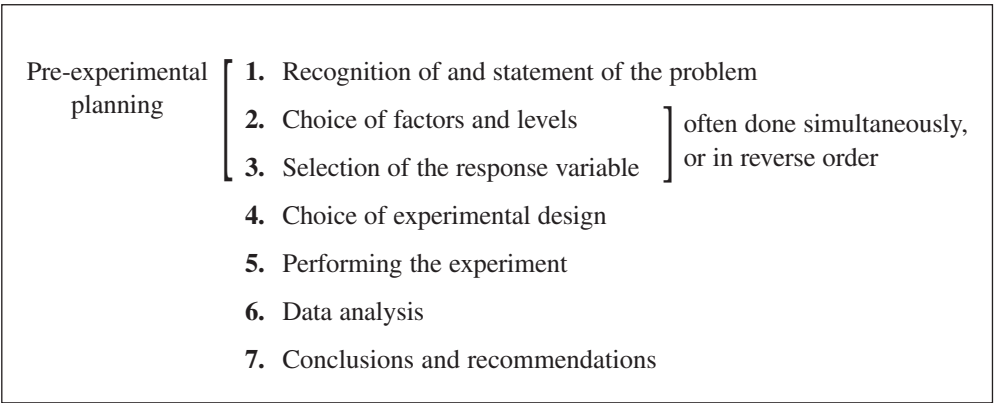 Pre-experimental
planning
1. Recognition of and statement of the problem
2. Choice of factors and levels
3. Selection of the response variable
often done simultaneously,
or in reverse order
4. Choice of experimental design
5. Performing the experiment
6. Data analysis
7. Conclusions and recommendations